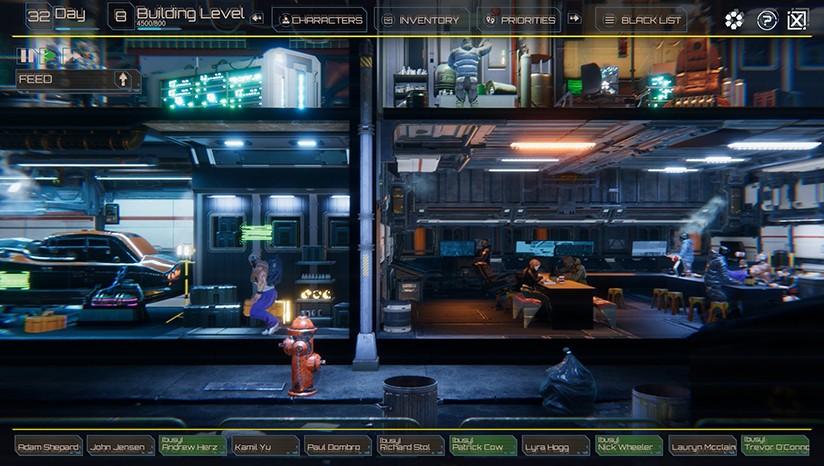 32 Day
8 Building Level
4500/800
CHARACTERS
INVENTORY
PRIORITIES
BLACK LIST
FEED
Adam Shepard
John Jensen
[busy]
Andrew Herz
Kamil Yu
Paul Dombro
[busy]
Richard Stol
[busy]
Patrick Cow
Lyra Hogg
[busy]
Nick Wheeler
Lauryn Mcclain
[busy]
Trevor O'Conno